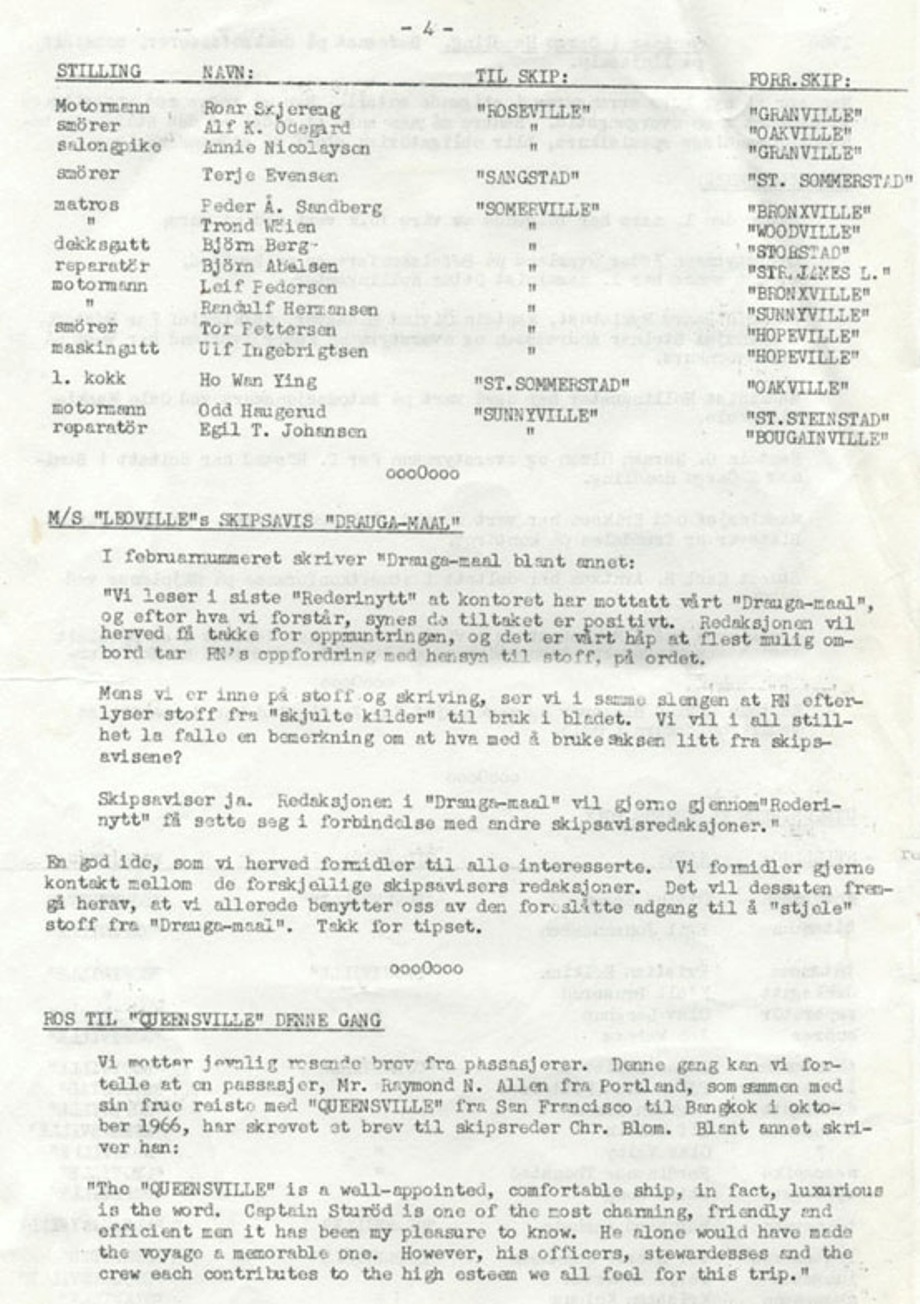 - 4 -
STILLING NAVN: TIL SKIP: FORR.SKIP:
Motormann Roar Sxjereng "ROSEVILLE" "GRANVILLE"
smörer Alf K. Ödegård " "OAKVILLE"
salongpike Annie Nicolaysen " "GRANVILLE"
smörer Terje Evensen "SANGSTAD" "ST. SOMMERSTAD"
matros Peder Å. Sandberg "SOMERVILLE" "BRONXVILLE"
" Trond Wöien " "WOODVILLE"
dekksgutt Björn Berg " "STORSTAD"
reparatör Björn Abelsen " "STR.JAMES L."
motormann Leif Pedersen " "BRONXVILLE"
" Randulf Hermansen " "SUNNYVILLE"
smörer Tor Pettersen " "HOPEVILLE"
maskingutt Ulf Ingebrigtsen " "HOPEVILLE"
1. kokk Ho Wan Ying "ST.SOMMERSTAD" "OAKVILLE"
motormann Odd Haugerud "SUNNYVILLE" "ST.STEINSTAD"
reparatör Egil T. Johansen " "BOUGAINVILLE"
oooOooo
M/S "LEOVILLE"s SKIPSAVIS "DRAUGA-MAAL"
I februarnummeret skriver "Drauga-maal blant annet:
"Vi leser i siste "Rederinytt" at kontoret har mottatt vårt "Drauga-maal",
og efter hva vi forstår, synes de tiltaket er positivt. Redaksjonen vil
herved få takke for oppmuntringen, og det er vårt håp at flest mulig om-
bord tar RN's oppfordring med hensyn til stoff, på ordet.
Mens vi er inne på stoff og skriving, ser vi i samme slengen at RN efter-
lyser stoff fra "skjulte kilder" til bruk i bladet. Vi vil i all still-
het la falle en bemerkning om at hva med å bruke saksen litt fra skips-
avisene?
Skipsaviser ja. Redaksjonen i "Drauga-maal" vil gjerne gjennom"Rederi-
nytt" få sette seg i forbindelse med andre skipsavisredaksjoner."
En god ide, som vi herved formidler til alle interesserte. Vi formidler gjerne
kontakt mellom de forskjellige skipsavisers redaksjoner. Det vil dessuten frem-
gå herav, at vi allerede benytter oss av den foreslåtte adgang til å "stjele"
stoff fra "Drauga-maal". Takk for tipset.
oooOooo
ROS TIL "QUEENSVILLE" DENNE GANG
Vi mottar jevnlig rosende brev fra passasjerer. Denne gang kan vi for-
telle at en passasjer, Mr. Raymond N. Allen fra Portland, som sammen med
sin frue reiste med "QUEENSVILLE" fra San Francisco til Bangkok i okto-
ber 1966, har skrevet et brev til skipsreder Chr. Blom. Blant annet skri-
ver han:
"The "QUEENSVILLE" is a well-appointed, comfortable ship, in fact, luxurious
is the word. Captain Sturöd is one of the most charming, friendly and
efficient men it has been my pleasure to know. He alone would have made
the voyage a memorable one. However, his officers, stewardesses and the
crew each contributes to the high esteem we all feel for this trip."